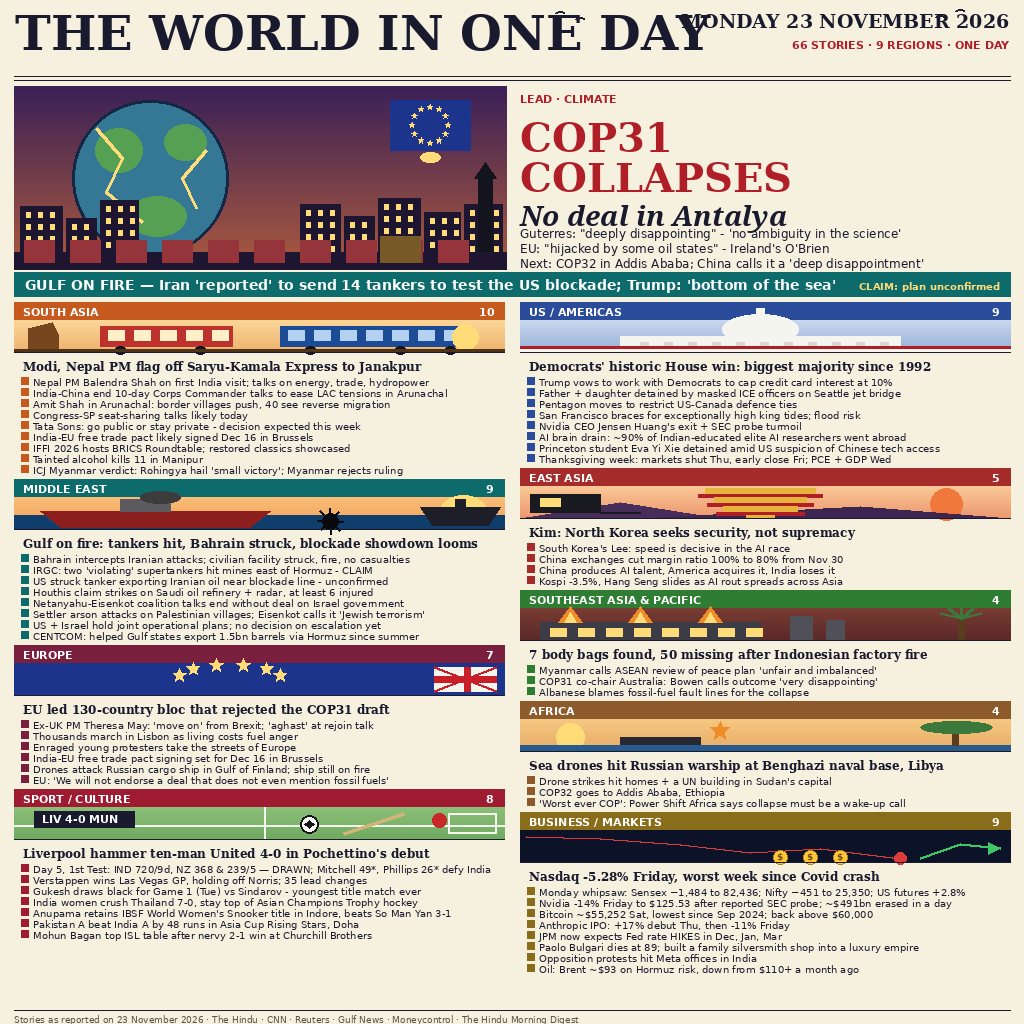 THE WORLD IN ONE DAY
MONDAY 23 NOVEMBER 2026
66 STORIES · 9 REGIONS · ONE DAY
LEAD · CLIMATE
COP31
COLLAPSES
No deal in Antalya
Guterres: "deeply disappointing" - 'no ambiguity in the science'
EU: "hijacked by some oil states" - Ireland's O'Brien
Next: COP32 in Addis Ababa; China calls it a 'deep disappointment'
GULF ON FIRE — Iran 'reported' to send 14 tankers to test the US blockade; Trump: 'bottom of the sea'
CLAIM: plan unconfirmed
SOUTH ASIA 10
Modi, Nepal PM flag off Saryu-Kamala Express to Janakpur
Nepal PM Balendra Shah on first India visit; talks on energy, trade, hydropower
India-China end 10-day Corps Commander talks to ease LAC tensions in Arunachal
Amit Shah in Arunachal: border villages push, 40 see reverse migration
Congress-SP seat-sharing talks likely today
Tata Sons: go public or stay private - decision expected this week
India-EU free trade pact likely signed Dec 16 in Brussels
IFFI 2026 hosts BRICS Roundtable; restored classics showcased
Tainted alcohol kills 11 in Manipur
ICJ Myanmar verdict: Rohingya hail 'small victory'; Myanmar rejects ruling
MIDDLE EAST 9
Gulf on fire: tankers hit, Bahrain struck, blockade showdown looms
Bahrain intercepts Iranian attacks; civilian facility struck, fire, no casualties
IRGC: two 'violating' supertankers hit mines east of Hormuz - CLAIM
US struck tanker exporting Iranian oil near blockade line - unconfirmed
Houthis claim strikes on Saudi oil refinery + radar, at least 6 injured
Netanyahu-Eisenkot coalition talks end without deal on Israel government
Settler arson attacks on Palestinian villages; Eisenkot calls it 'Jewish terrorism'
US + Israel hold joint operational plans; no decision on escalation yet
CENTCOM: helped Gulf states export 1.5bn barrels via Hormuz since summer
EUROPE 7
EU led 130-country bloc that rejected the COP31 draft
Ex-UK PM Theresa May: 'move on' from Brexit; 'aghast' at rejoin talk
Thousands march in Lisbon as living costs fuel anger
Enraged young protesters take the streets of Europe
India-EU free trade pact signing set for Dec 16 in Brussels
Drones attack Russian cargo ship in Gulf of Finland; ship still on fire
EU: 'We will not endorse a deal that does not even mention fossil fuels'
SPORT / CULTURE 8
LIV 4-0 MUN
Liverpool hammer ten-man United 4-0 in Pochettino's debut
Day 5, 1st Test: IND 720/9d, NZ 368 & 239/5 — DRAWN; Mitchell 49*, Phillips 26* defy India
Verstappen wins Las Vegas GP, holding off Norris; 35 lead changes
Gukesh draws black for Game 1 (Tue) vs Sindarov - youngest title match ever
India women crush Thailand 7-0, stay top of Asian Champions Trophy hockey
Anupama retains IBSF World Women's Snooker title in Indore, beats So Man Yan 3-1
Pakistan A beat India A by 48 runs in Asia Cup Rising Stars, Doha
Mohun Bagan top ISL table after nervy 2-1 win at Churchill Brothers
US / AMERICAS 9
Democrats' historic House win: biggest majority since 1992
Trump vows to work with Democrats to cap credit card interest at 10%
Father + daughter detained by masked ICE officers on Seattle jet bridge
Pentagon moves to restrict US-Canada defence ties
San Francisco braces for exceptionally high king tides; flood risk
Nvidia CEO Jensen Huang's exit + SEC probe turmoil
AI brain drain: ~90% of Indian-educated elite AI researchers went abroad
Princeton student Eva Yi Xie detained amid US suspicion of Chinese tech access
Thanksgiving week: markets shut Thu, early close Fri; PCE + GDP Wed
EAST ASIA 5
Kim: North Korea seeks security, not supremacy
South Korea's Lee: speed is decisive in the AI race
China exchanges cut margin ratio 100% to 80% from Nov 30
China produces AI talent, America acquires it, India loses it
Kospi -3.5%, Hang Seng slides as AI rout spreads across Asia
SOUTHEAST ASIA & PACIFIC 4
7 body bags found, 50 missing after Indonesian factory fire
Myanmar calls ASEAN review of peace plan 'unfair and imbalanced'
COP31 co-chair Australia: Bowen calls outcome 'very disappointing'
Albanese blames fossil-fuel fault lines for the collapse
AFRICA 4
Sea drones hit Russian warship at Benghazi naval base, Libya
Drone strikes hit homes + a UN building in Sudan's capital
COP32 goes to Addis Ababa, Ethiopia
'Worst ever COP': Power Shift Africa says collapse must be a wake-up call
BUSINESS / MARKETS 9
$ $ $
Nasdaq -5.28% Friday, worst week since Covid crash
Monday whipsaw: Sensex −1,484 to 82,436; Nifty −451 to 25,350; US futures +2.8%
Nvidia -14% Friday to $125.53 after reported SEC probe; ~$491bn erased in a day
Bitcoin ~$55,252 Sat, lowest since Sep 2024; back above $60,000
Anthropic IPO: +17% debut Thu, then -11% Friday
JPM now expects Fed rate HIKES in Dec, Jan, Mar
Paolo Bulgari dies at 89; built a family silversmith shop into a luxury empire
Opposition protests hit Meta offices in India
Oil: Brent ~$93 on Hormuz risk, down from $110+ a month ago
Stories as reported on 23 November 2026 · The Hindu · CNN · Reuters · Gulf News · Moneycontrol · The Hindu Morning Digest